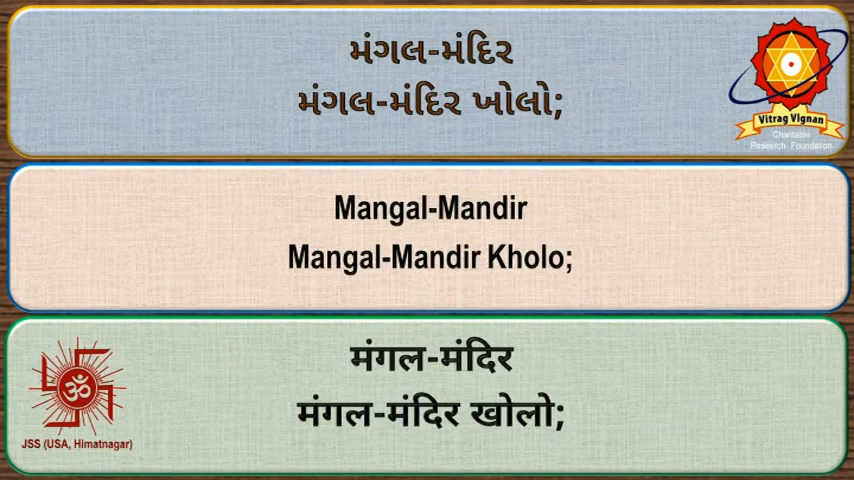 મંગલ-મંદિર
મંગલ-મંદિર ખોલો;
Vitrag Vignan
Charitable
Research Foundation
Mangal-Mandir
Mangal-Mandir Kholo;
मंगल-मंदिर
मंगल-मंदिर खोलो;
ॐ
JSS (USA, Himatnagar)